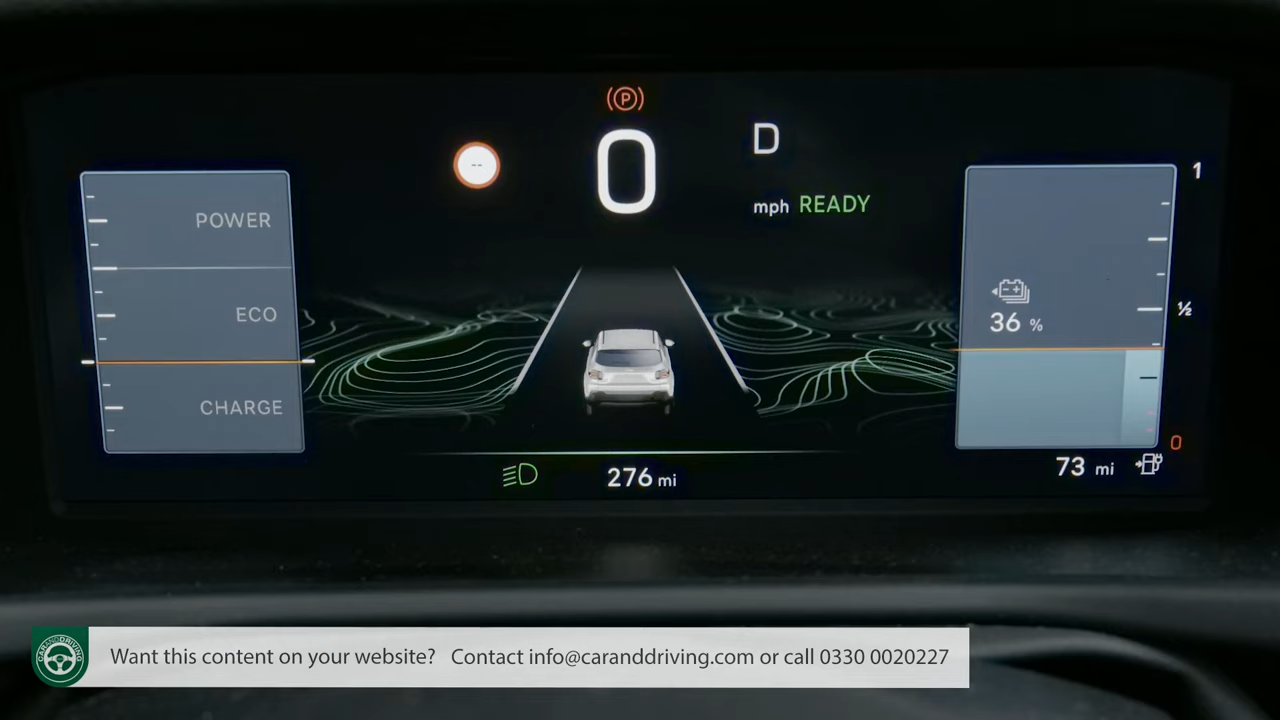 P
0
D
--
mph READY
POWER
ECO
CHARGE
1
½
36 %
0
276 mi
73 mi
CARANDDRIVING
Want this content on your website? Contact info@caranddriving.com or call 0330 0020227